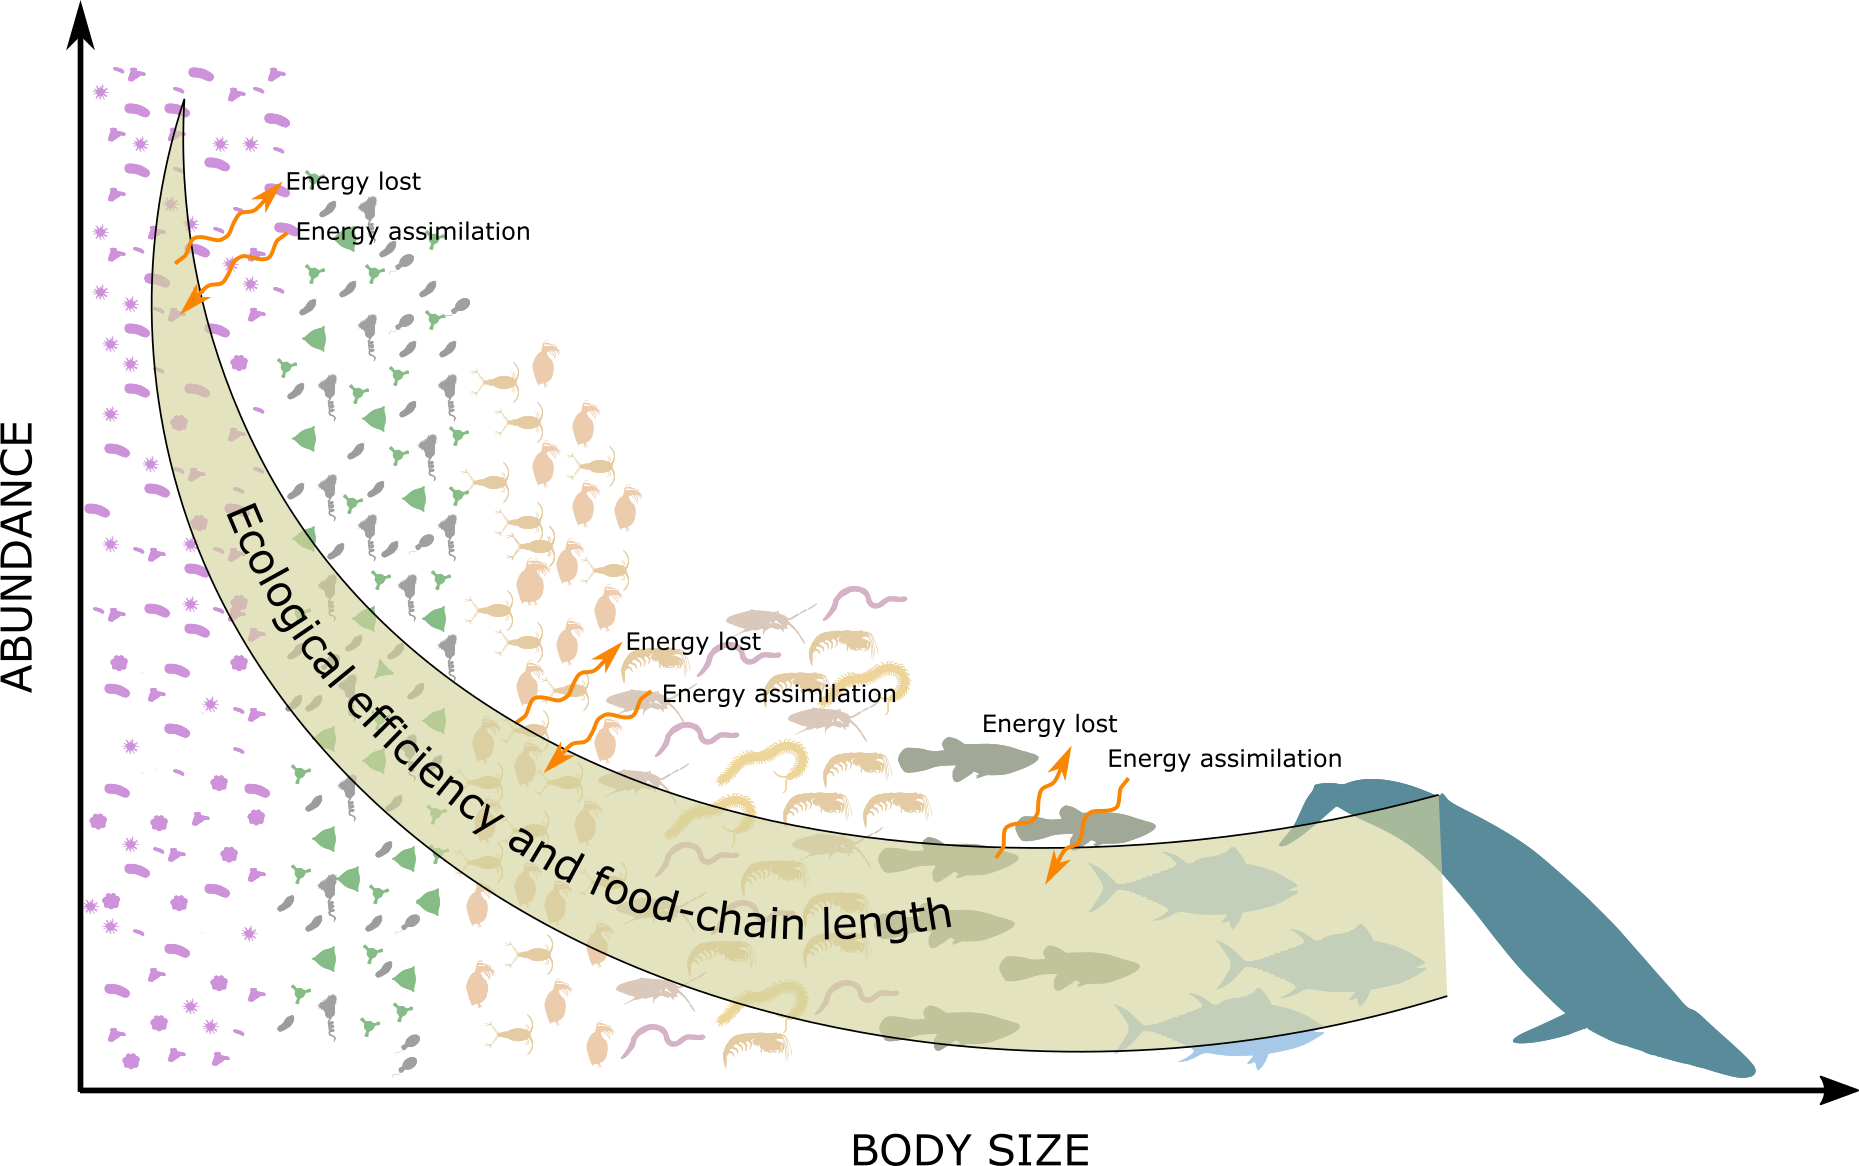 Energy lost
Energy assimilation
ABUNDANCE
Ecological efficiency and food-chain length
Energy lost
Energy assimilation
Energy lost
Energy assimilation
BODY SIZE